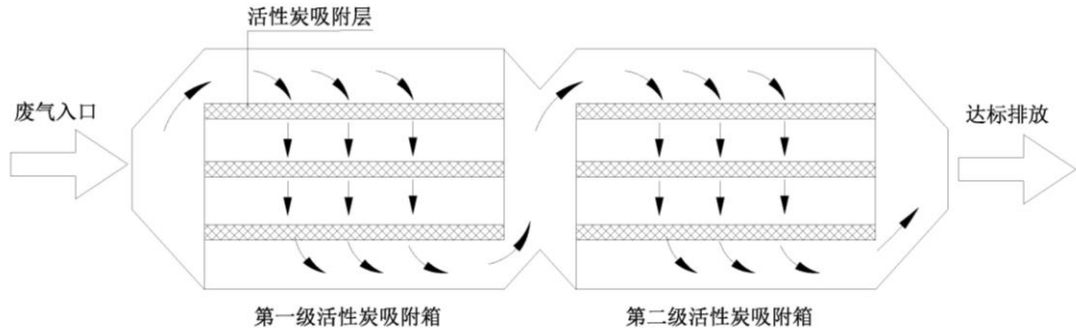 活性炭吸附层
废气入口
达标排放
第一级活性炭吸附箱
第二级活性炭吸附箱